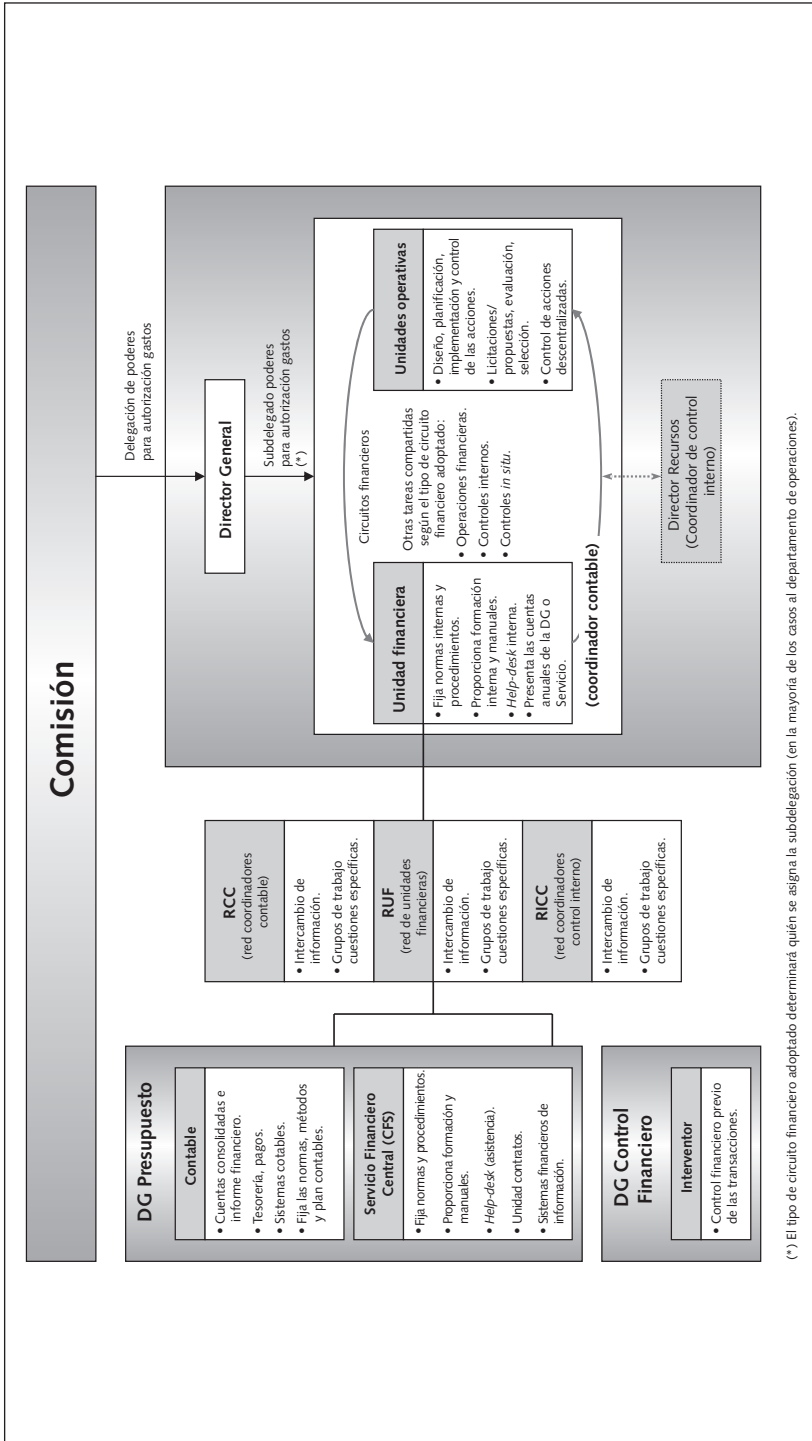 Comisión
DG Presupuesto
Contable
• Cuentas consolidadas e
informe financiero.
• Tesorería, pagos.
• Sistemas cotables.
• Fija las normas, métodos
y plan contables.
Servicio Financiero
Central (CFS)
• Fija normas y procedimientos.
• Proporciona formación y
manuales.
• Help-desk (asistencia).
• Unidad contratos.
• Sistemas financieros de
información.
DG Control
Financiero
Interventor
• Control financiero previo
de las transacciones.
RCC
(red coordinadores
contable)
• Intercambio de
información.
• Grupos de trabajo
cuestiones específicas.
RUF
(red de unidades
financieras)
• Intercambio de
información.
• Grupos de trabajo
cuestiones específicas.
RICC
(red coordinadores
control interno)
• Intercambio de
información.
• Grupos de trabajo
cuestiones específicas.
Delegación de poderes
para autorización gastos
Director General
Subdelegado poderes
para autorización gastos
(*)
Circuitos financieros
Unidad financiera
• Fija normas internas y
procedimientos.
• Proporciona formación
interna y manuales.
• Help-desk interna.
• Presenta las cuentas
anuales de la DG o
Servicio.
(coordinador contable)
Otras tareas compartidas
según el tipo de circuito
financiero adoptado:
• Operaciones financieras.
• Controles internos.
• Controles in situ.
Unidades operativas
• Diseño, planificación,
implementación y control
de las acciones.
• Licitaciones/
propuestas, evaluación,
selección.
• Control de acciones
descentralizadas.
Director Recursos
(Coordinador de control
interno)
(*) El tipo de circuito financiero adoptado determinará quién se asigna la subdelegación (en la mayoría de los casos al departamento de operaciones).